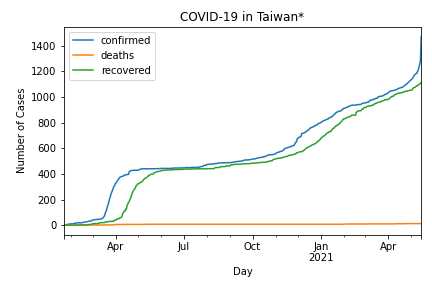 COVID-19 in Taiwan*
confirmed
deaths
recovered
Number of Cases
1400
1200
1000
800
600
400
200
0
Apr
Jul
Oct
Jan
2021
Apr
Day